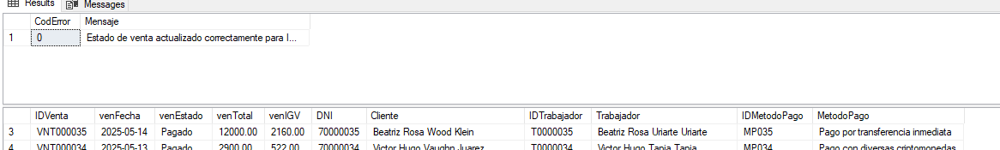 Results Messages
CodError Mensaje
1 0 Estado de venta actualizado correctamente para I...
IDVenta venFecha venEstado venTotal venIGV DNI Cliente IDTrabajador Trabajador IDMetodoPago MetodoPago
3 VNT000035 2025-05-14 Pagado 12000.00 2160.00 70000035 Beatriz Rosa Wood Klein T0000035 Beatriz Rosa Uriarte Uriarte MP035 Pago por transferencia inmediata
4 VNT000034 2025-05-13 Pagado 2900.00 522.00 70000034 Victor Hugo Vaughn Juarez T0000034 Victor Hugo Tapia Tapia MP034 Pago con diversas criptomonedas